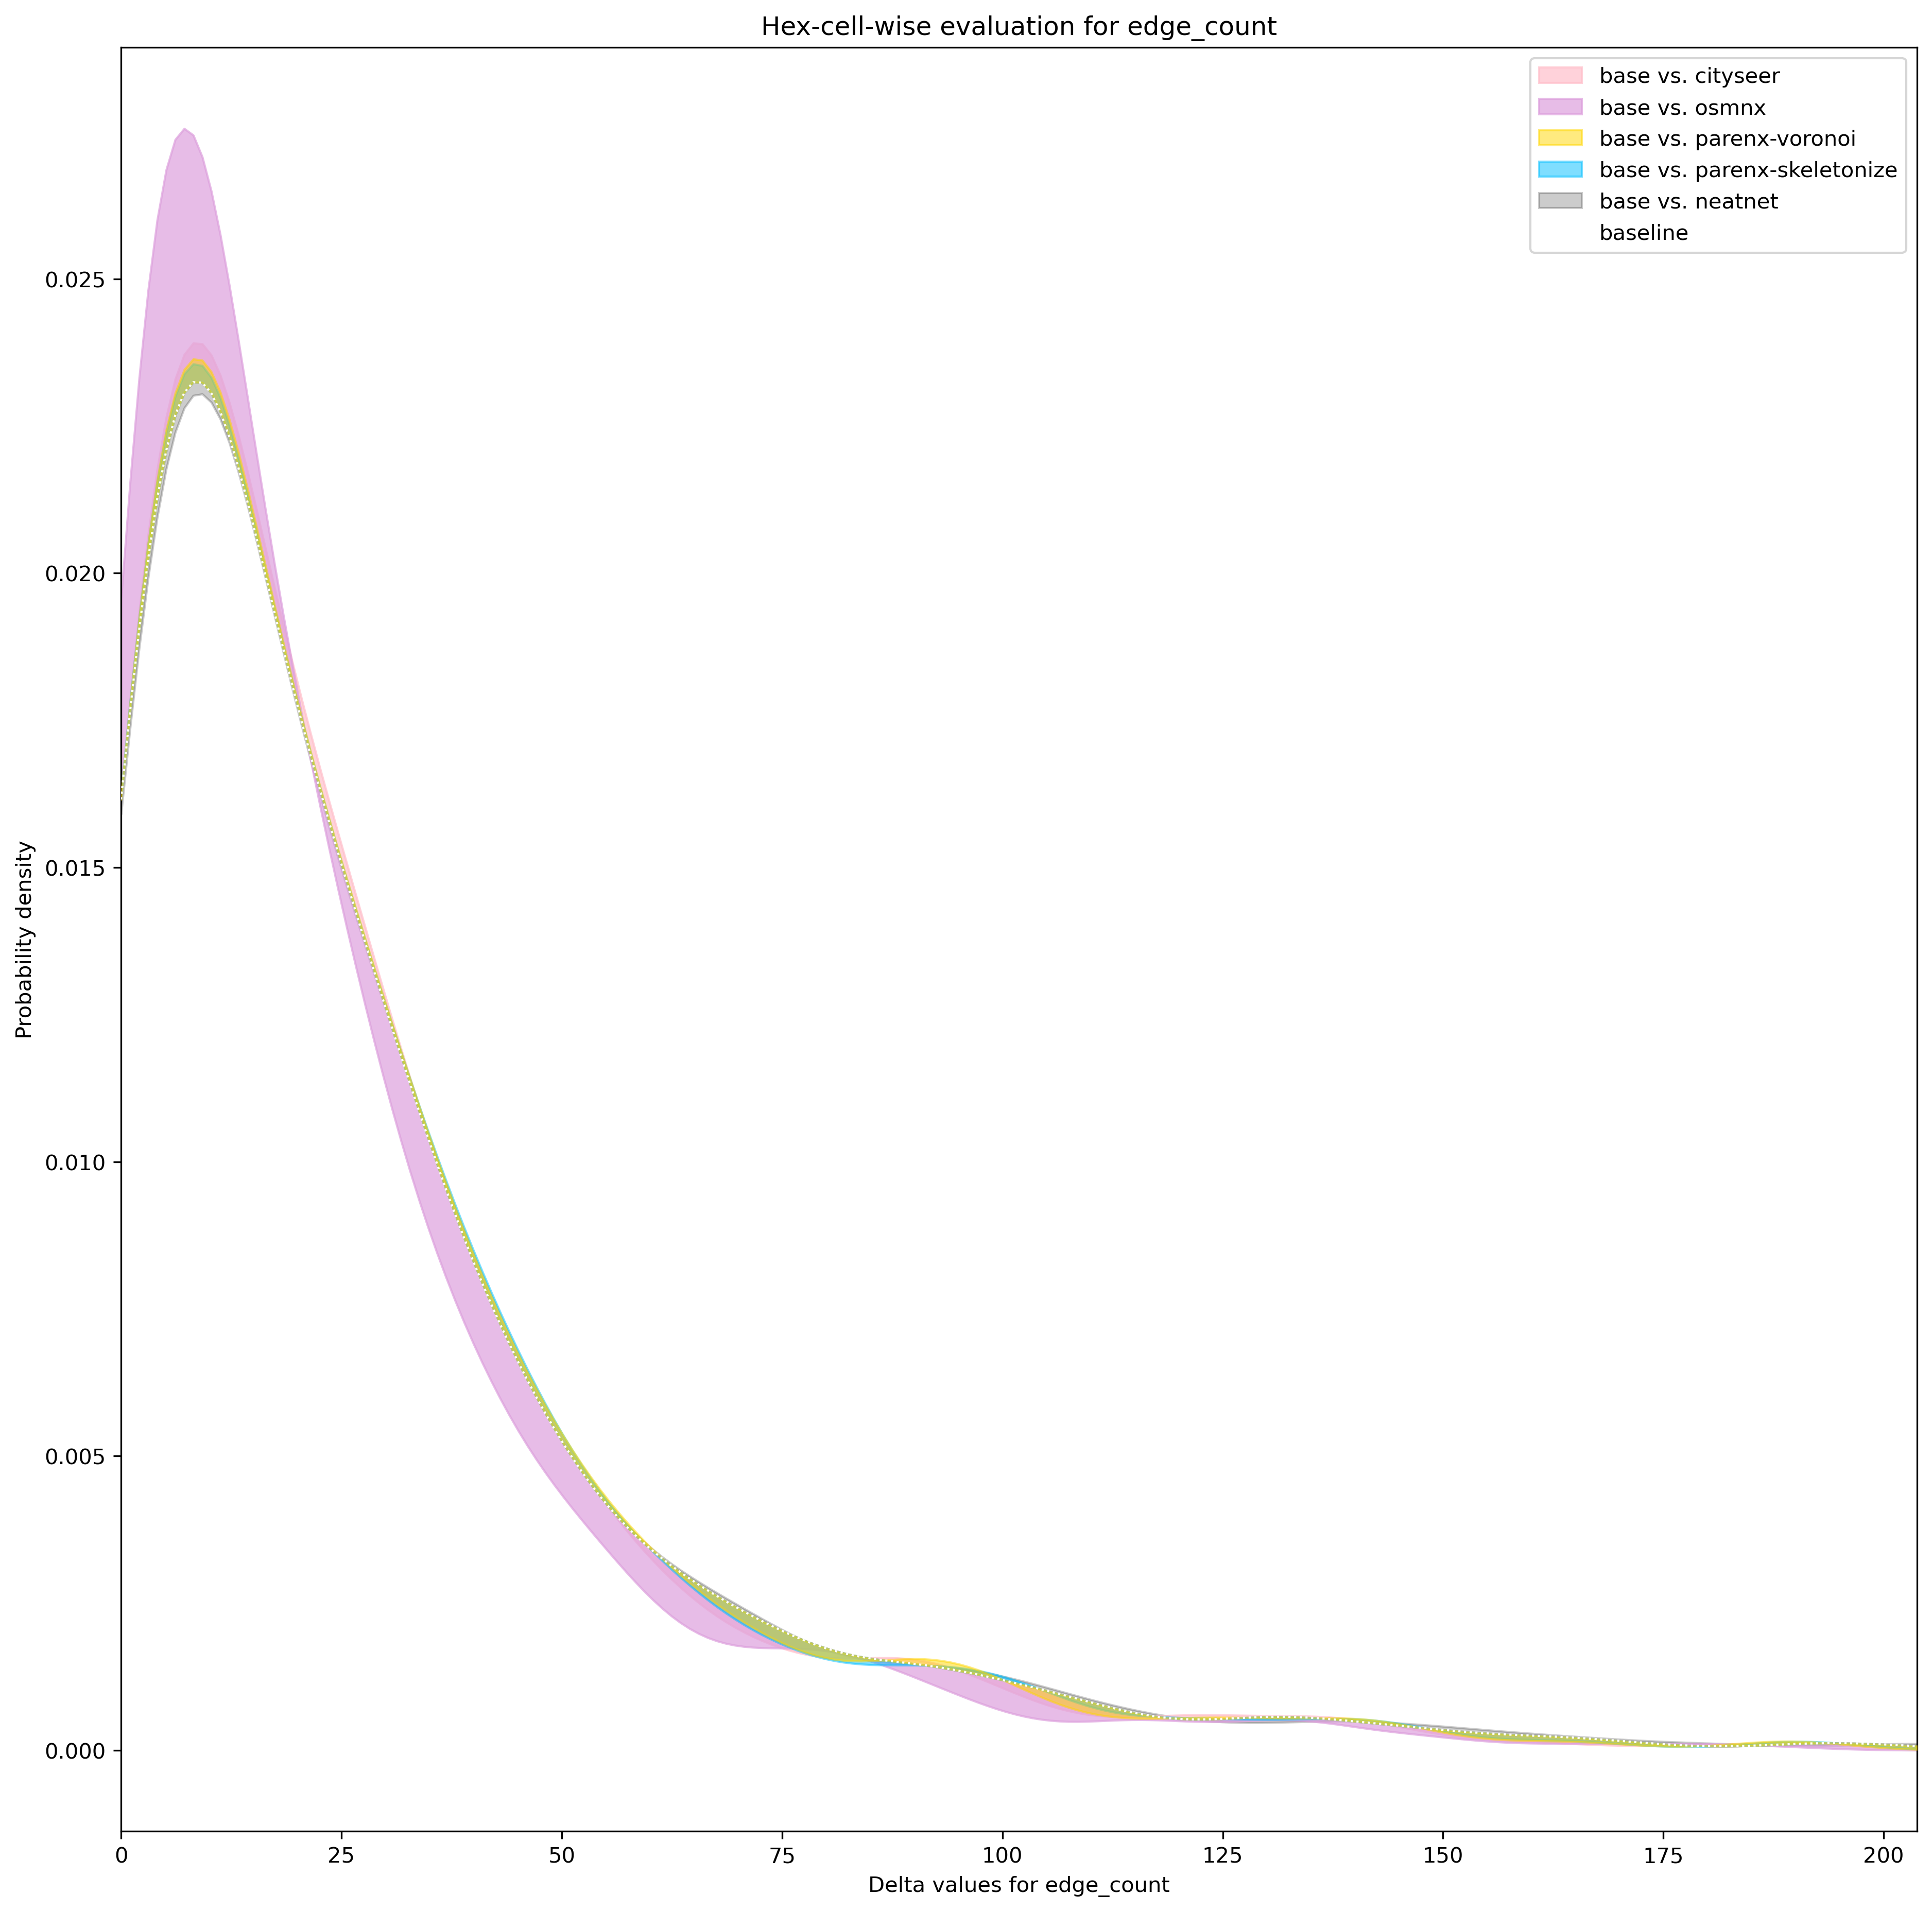 Hex-cell-wise evaluation for edge_count
base vs. cityseer
base vs. osmnx
base vs. parenx-voronoi
base vs. parenx-skeletonize
base vs. neatnet
baseline
Probability density
0.025
0.020
0.015
0.010
0.005
0.000
0 25 50 75 100 125 150 175 200
Delta values for edge_count